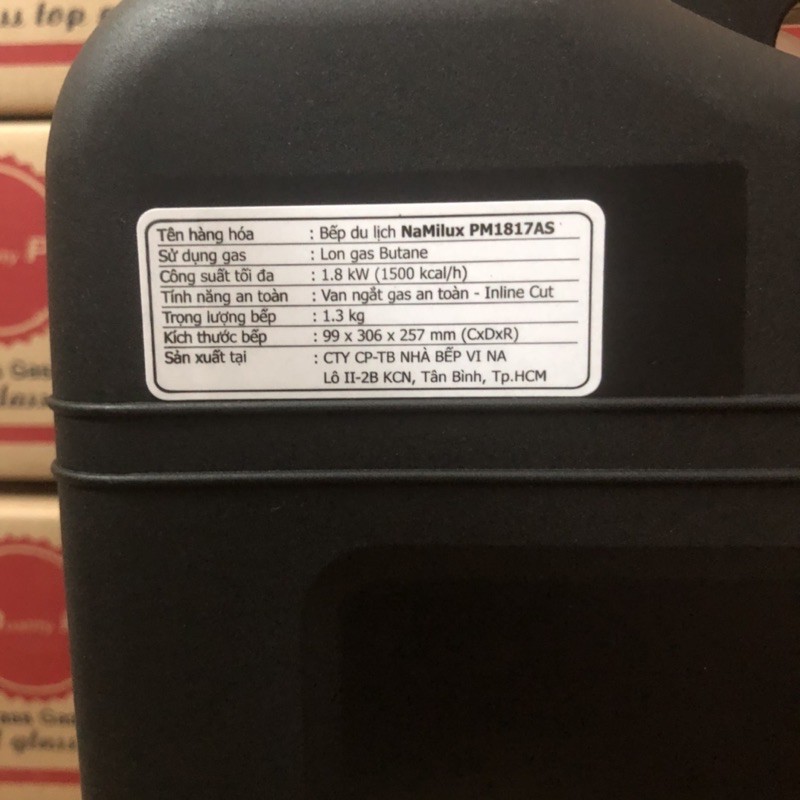 Tên hàng hóa : Bếp du lịch NaMilux PM1817AS
Sử dụng gas : Lon gas Butane
Công suất tối đa : 1.8 kW (1500 kcal/h)
Tính năng an toàn : Van ngắt gas an toàn - Inline Cut
Trọng lượng bếp : 1.3 kg
Kích thước bếp : 99 x 306 x 257 mm (CxDxR)
Sản xuất tại : CTY CP-TB NHÀ BẾP VI NA
Lô II-2B KCN, Tân Bình, Tp.HCM
top